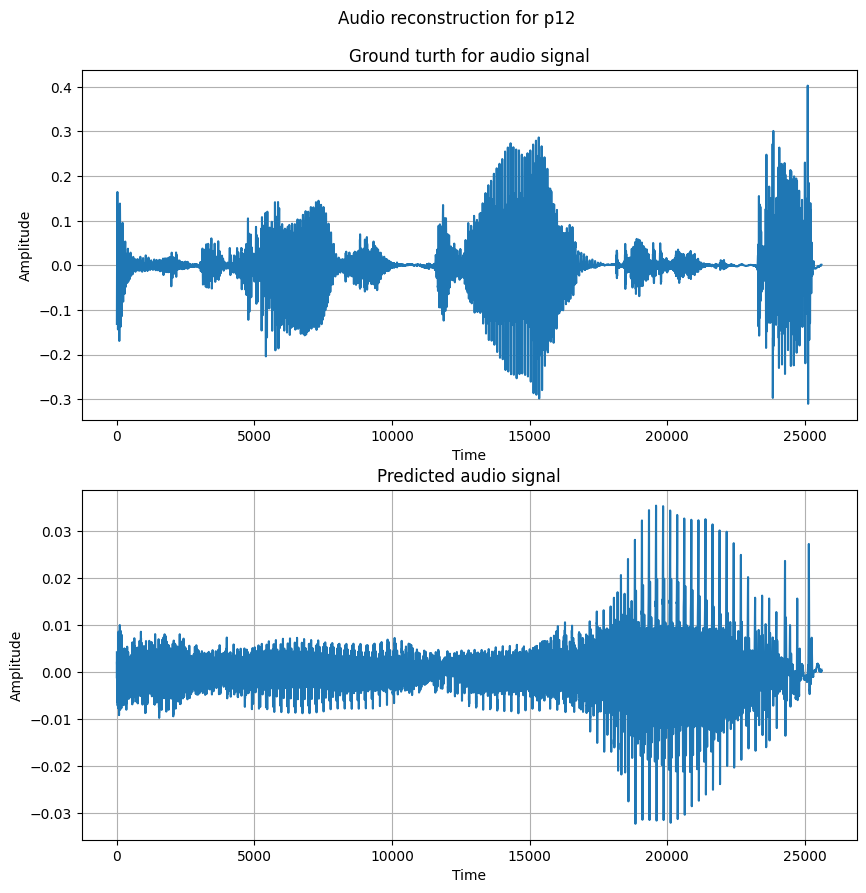 Audio reconstruction for p12
Ground turth for audio signal
0.4
0.3
0.2
0.1
0.0
−0.1
−0.2
−0.3
Amplitude
0 5000 10000 15000 20000 25000
Time
Predicted audio signal
0.03
0.02
0.01
0.00
−0.01
−0.02
−0.03
Amplitude
0 5000 10000 15000 20000 25000
Time